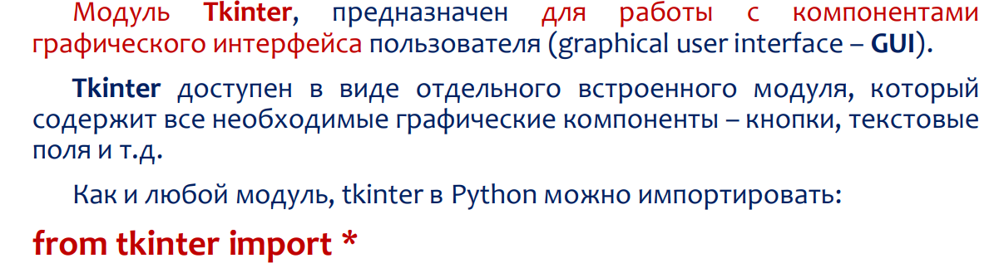 Модуль Tkinter, предназначен для работы с компонентами
графического интерфейса пользователя (graphical user interface – GUI).
Tkinter доступен в виде отдельного встроенного модуля, который
содержит все необходимые графические компоненты – кнопки, текстовые
поля и т.д.
Как и любой модуль, tkinter в Python можно импортировать:
from tkinter import *